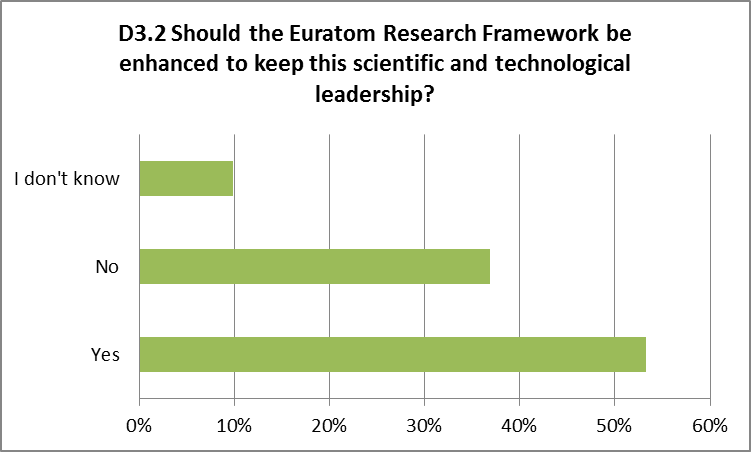 D3.2 Should the Euratom Research Framework be
enhanced to keep this scientific and technological
leadership?
I don't know
No
Yes
0% 10% 20% 30% 40% 50% 60%